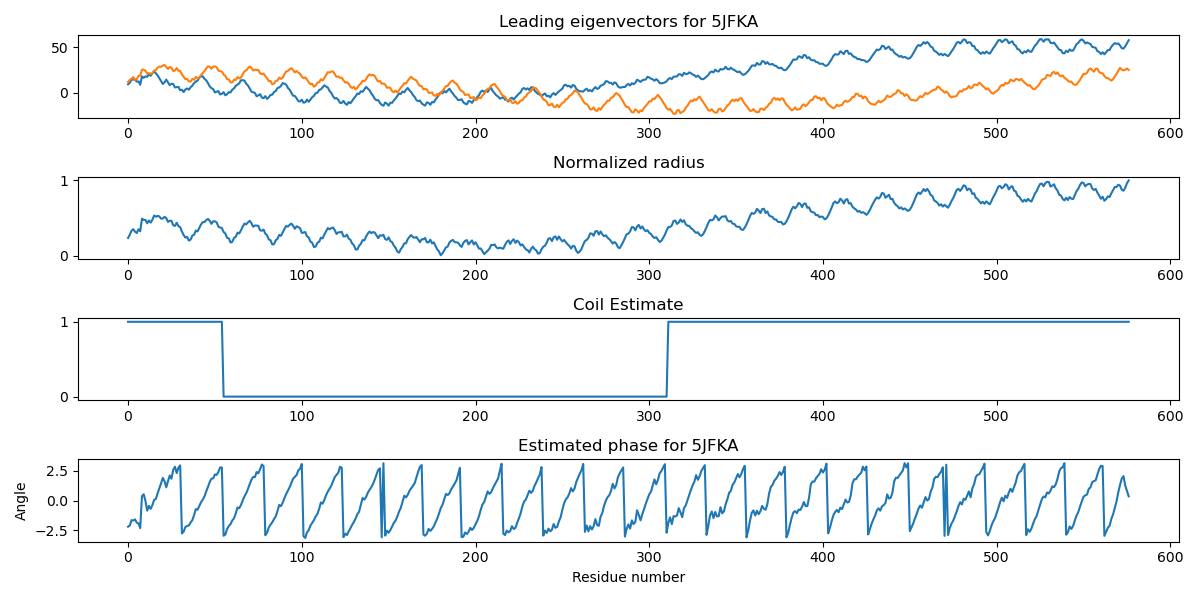 Leading eigenvectors for 5JFKA
50
0
0 100 200 300 400 500 600
Normalized radius
1
0
0 100 200 300 400 500 600
Coil Estimate
1
0
0 100 200 300 400 500 600
Estimated phase for 5JFKA
Angle
2.5
0.0
−2.5
0 100 200 300 400 500 600
Residue number